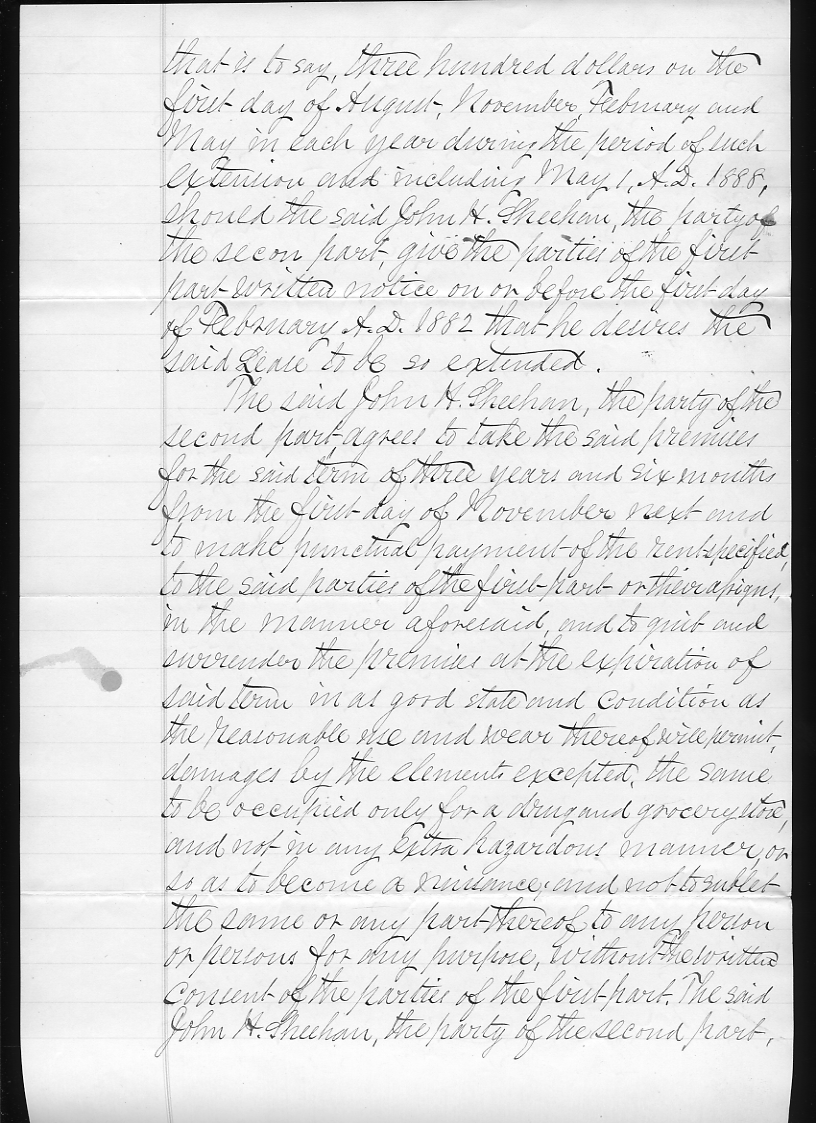 that is to say, three hundred dollars on the
first day of August, November, February and
May in each year during the period of such
extension and including May 1, A.D. 1888,
should the said John H. Sheehan, the party of
the secon part, give the parties of the first
part written notice on or before the first day
of February A.D. 1882 that he desires the
said Lease to be so extended.
The said John H. Sheehan, the party of the
second part, agrees to take the said premises
for the said term of three years and six months
from the first day of November next and
to make punctual payment of the rent specified,
to the said parties of the first part or their assigns,
in the manner aforesaid, and to quit and
surrender the premises at the expiration of
said term in as good state and condition as
the reasonable use and wear thereof will permit,
damages by the elements excepted, the same
to be occupied only for a drug and grocery store,
and not in any extra hazardous manner, or
so as to become a nuisance, and not to sublet
the same or any part thereof to any person
or persons for any purpose, without the written
consent of the parties of the first part. The said
John H. Sheehan, the party of the second part,